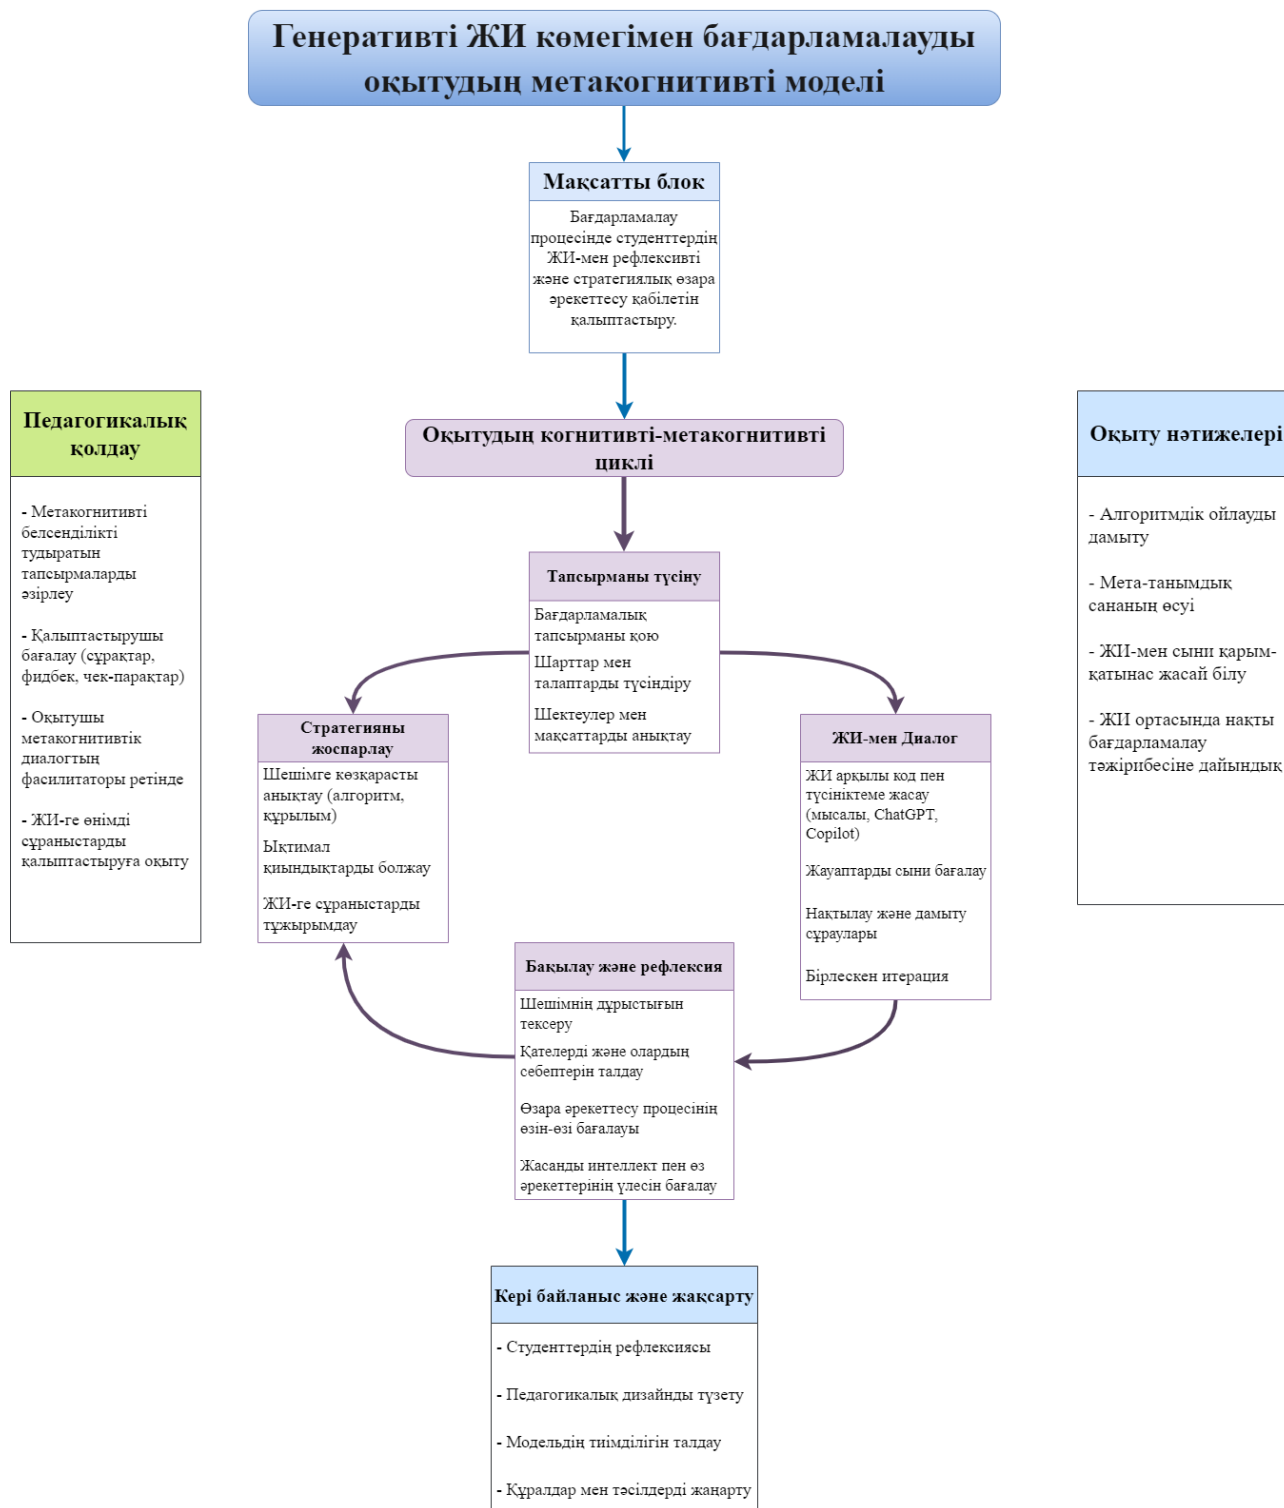 Генеративті ЖИ көмегімен бағдарламалауды
оқытудың метакогнитивті моделі
Мақсатты блок
Бағдарламалау
процесінде студенттердің
ЖИ-мен рефлексивті
және стратегиялық өзара
әрекеттесу қабілетін
қалыптастыру.
Педагогикалық
қолдау
- Метакогнитивті
белсенділікті
тудыратын
тапсырмаларды
әзірлеу
- Қалыптастырушы
бағалау (сұрақтар,
фидбек, чек-парақтар)
- Оқытушы
метакогнитивтік
диалогтың
фасилитаторы ретінде
- ЖИ-ге өнімді
сұраныстарды
қалыптастыруға оқыту
Оқытудың когнитивті-метакогнитивті
циклі
Тапсырманы түсіну
Бағдарламалық
тапсырманы қою
Шарттар мен
талаптарды түсіндіру
Шектеулер мен
мақсаттарды анықтау
Стратегияны
жоспарлау
Шешімге көзқарасты
анықтау (алгоритм,
құрылым)
Ықтимал
қиындықтарды болжау
ЖИ-ге сұраныстарды
тұжырымдау
ЖИ-мен Диалог
ЖИ арқылы код пен
түсініктеме жасау
(мысалы, ChatGPT,
Copilot)
Жауаптарды сыни бағалау
Нақтылау және дамыту
сұраулары
Бірлескен итерация
Бақылау және рефлексия
Шешімнің дұрыстығын
тексеру
Қателерді және олардың
себептерін талдау
Өзара әрекеттесу процесінің
өзін-өзі бағалауы
Жасанды интеллект пен өз
әрекеттерінің үлесін бағалау
Оқыту нәтижелері
- Алгоритмдік ойлауды
дамыту
- Мета-танымдық
сананың өсуі
- ЖИ-мен сыни қарым-
қатынас жасай білу
- ЖИ ортасында нақты
бағдарламалау
тәжірибесіне дайындық
Кері байланыс және жақсарту
- Студенттердің рефлексиясы
- Педагогикалық дизайнды түзету
- Модельдің тиімділігін талдау
- Құралдар мен тәсілдерді жаңарту